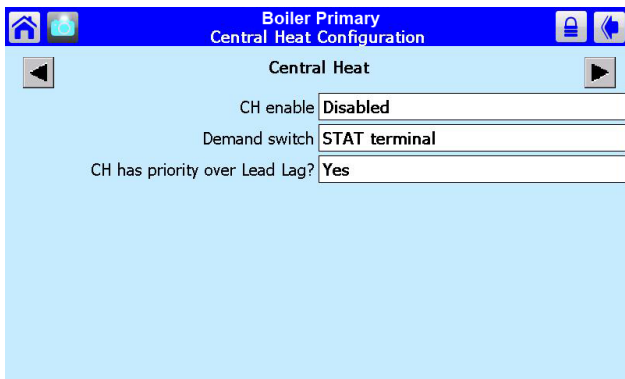 Boiler Primary
Central Heat Configuration
Central Heat
CH enable Disabled
Demand switch STAT terminal
CH has priority over Lead Lag? Yes